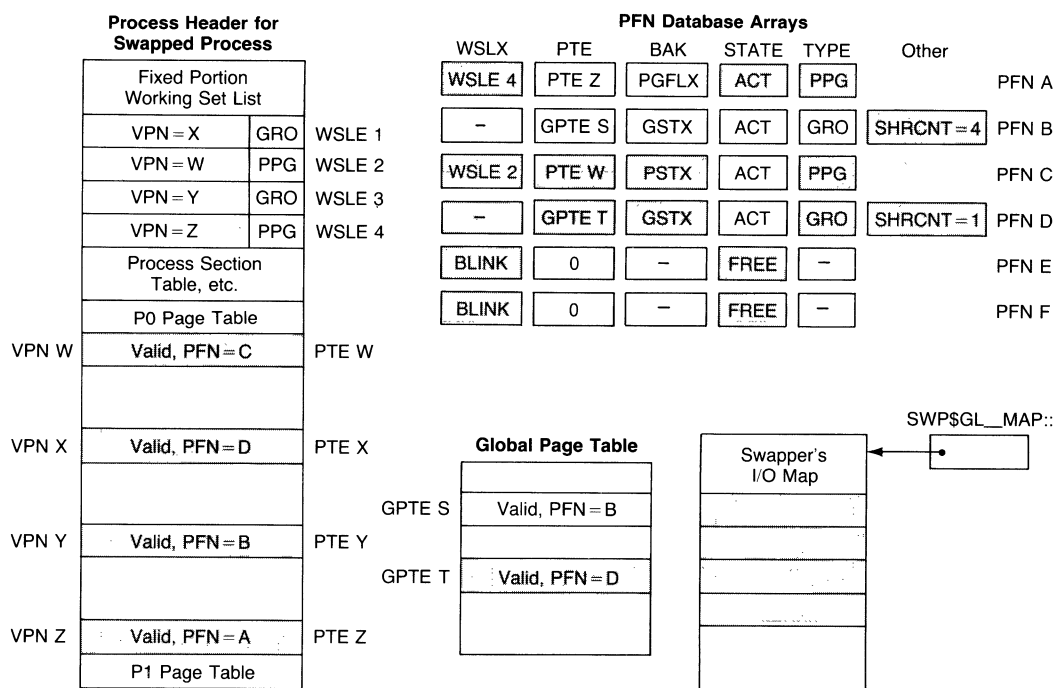 Process Header for
Swapped Process
Fixed Portion
Working Set List
VPN=X GRO WSLE 1
VPN=W PPG WSLE 2
VPN=Y GRO WSLE 3
VPN=Z PPG WSLE 4
Process Section
Table, etc.
P0 Page Table
VPN W Valid, PFN=C PTE W
VPN X Valid, PFN=D PTE X
VPN Y Valid, PFN=B PTE Y
VPN Z Valid, PFN=A PTE Z
P1 Page Table
PFN Database Arrays
WSLX PTE BAK STATE TYPE Other
WSLE 4 PTE Z PGFLX ACT PPG PFN A
– GPTE S GSTX ACT GRO SHRCNT=4 PFN B
WSLE 2 PTE W PSTX ACT PPG PFN C
– GPTE T GSTX ACT GRO SHRCNT=1 PFN D
BLINK 0 – FREE – PFN E
BLINK 0 – FREE – PFN F
Global Page Table
GPTE S Valid, PFN=B
GPTE T Valid, PFN=D
SWP$GL__MAP::
Swapper's
I/O Map